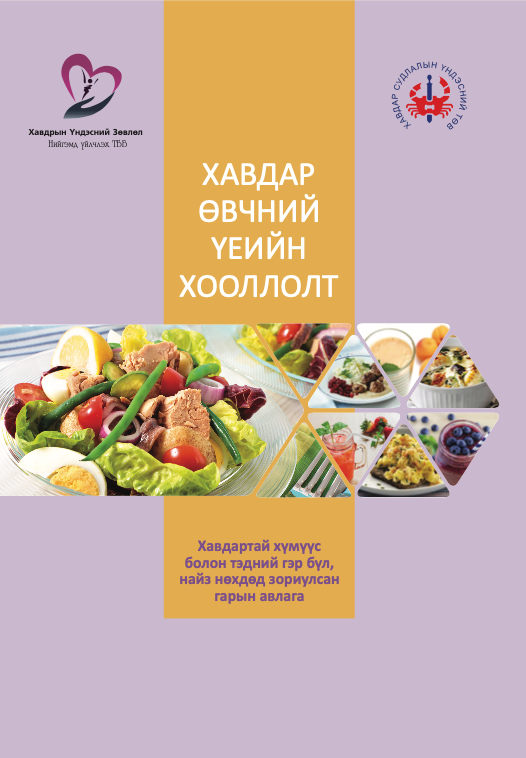 Хавдрын Үндэсний Зөвлөл
Нийгэмд үйлчлэх ТББ
ХАВДАР СУДЛАЛЫН ҮНДЭСНИЙ ТӨВ
ХАВДАР
ӨВЧНИЙ
ҮЕИЙН
ХООЛЛОЛТ
Хавдартай хүмүүс
болон тэдний гэр бүл,
найз нөхдөд зориулсан
гарын авлага